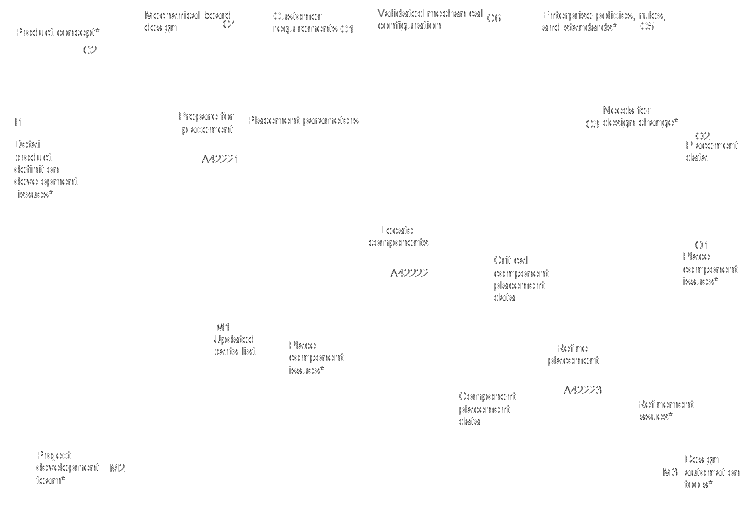 Product concept*
C2
Mechanical board
design C7
Customer
requirements C4
Validated mechanical C6
configuration
Enterprise policies, rules,
and standards* C5
I1
Detail
product
definition
development
issues*
Prepare for
placement
A42221
Placement parameters
Needs for
C3 design change*
O2
Placement
data
Locate
components
A42222
Critical
component
placement
data
O1
Place
component
issues*
M1
Updated
parts list
Place
component
issues*
Refine
placement
A42223
Component
placement
data
Refinement
issues*
Project
development M2
team*
M3 Design
automation
tools*